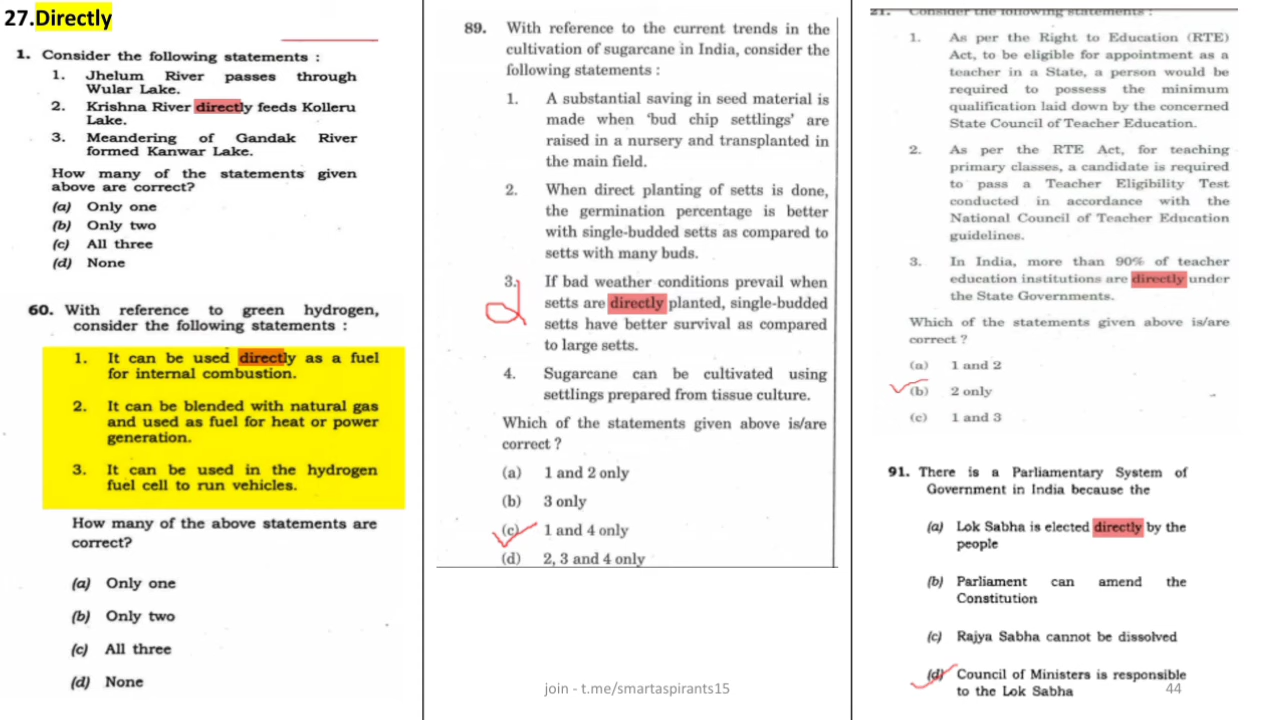 27.Directly
1. Consider the following statements :
1. Jhelum River passes through
Wular Lake.
2. Krishna River directly feeds Kolleru
Lake.
3. Meandering of Gandak River
formed Kanwar Lake.
How many of the statements given
above are correct?
(a) Only one
(b) Only two
(c) All three
(d) None
60. With reference to green hydrogen,
consider the following statements :
1. It can be used directly as a fuel
for internal combustion.
2. It can be blended with natural gas
and used as fuel for heat or power
generation.
3. It can be used in the hydrogen
fuel cell to run vehicles.
How many of the above statements are
correct?
(a) Only one
(b) Only two
(c) All three
(d) None
89. With reference to the current trends in the
cultivation of sugarcane in India, consider the
following statements :
1. A substantial saving in seed material is
made when ‘bud chip settlings’ are
raised in a nursery and transplanted in
the main field.
2. When direct planting of setts is done,
the germination percentage is better
with single-budded setts as compared to
setts with many buds.
3. If bad weather conditions prevail when
setts are directly planted, single-budded
setts have better survival as compared
to large setts.
4. Sugarcane can be cultivated using
settlings prepared from tissue culture.
Which of the statements given above is/are
correct ?
(a) 1 and 2 only
(b) 3 only
(c) 1 and 4 only
(d) 2, 3 and 4 only
21. Consider the following statements :
1. As per the Right to Education (RTE)
Act, to be eligible for appointment as a
teacher in a State, a person would be
required to possess the minimum
qualification laid down by the concerned
State Council of Teacher Education.
2. As per the RTE Act, for teaching
primary classes, a candidate is required
to pass a Teacher Eligibility Test
conducted in accordance with the
National Council of Teacher Education
guidelines.
3. In India, more than 90% of teacher
education institutions are directly under
the State Governments.
Which of the statements given above is/are
correct ?
(a) 1 and 2
(b) 2 only
(c) 1 and 3
91. There is a Parliamentary System of
Government in India because the
(a) Lok Sabha is elected directly by the
people
(b) Parliament can amend the
Constitution
(c) Rajya Sabha cannot be dissolved
(d) Council of Ministers is responsible
to the Lok Sabha
join - t.me/smartaspirants15
44